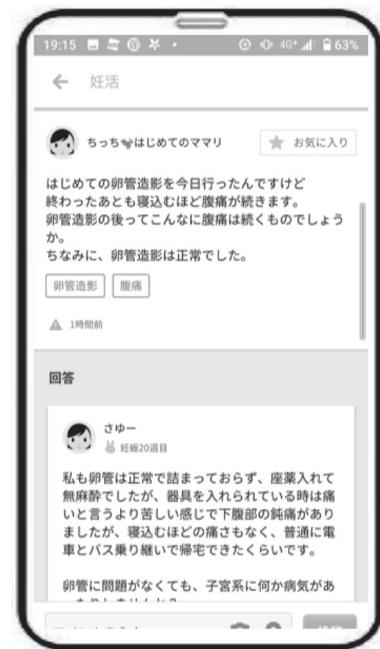 19:15
4G+
63%
妊活
ちっち🐭はじめてのママリ
お気に入り
はじめての卵管造影を今日行ったんですけど
終わったあとも寝込むほど腹痛が続きます。
卵管造影の後ってこんなに腹痛は続くものでしょう
か。
ちなみに、卵管造影は正常でした。
卵管造影
腹痛
1時間前
回答
さゆー
妊娠20週目
私も卵管は正常で詰まっておらず、座薬入れて
無麻酔でしたが、器具を入れられている時は痛
いと言うより苦しい感じで下腹部の鈍痛があり
ましたが、寝込むほどの痛さもなく、普通に電
車とバス乗り継いで帰宅できたくらいです。
卵管に問題がなくても、子宮系に何か病気があ